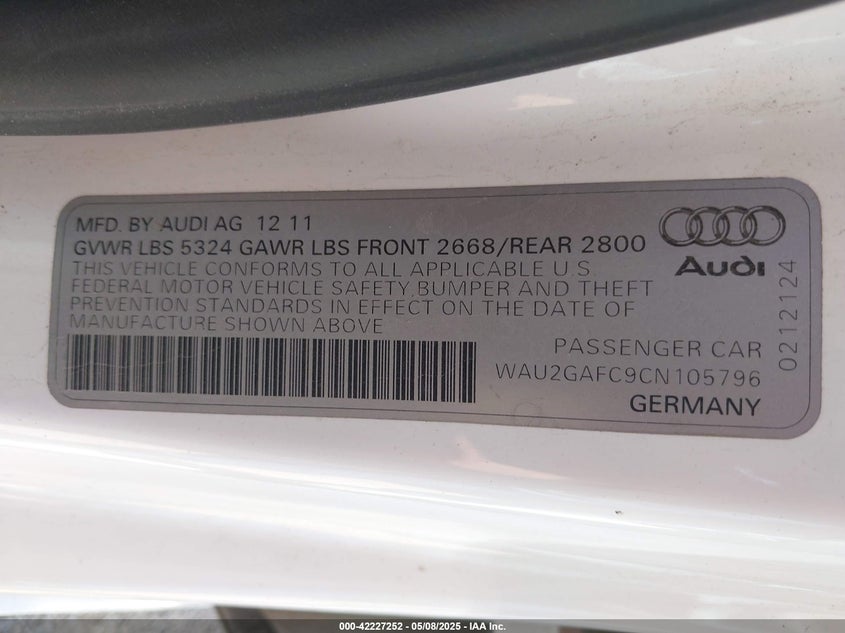 MFD. BY AUDI AG 12 11
GVWR LBS 5324 GAWR LBS FRONT 2668/REAR 2800
THIS VEHICLE CONFORMS TO ALL APPLICABLE U.S.
FEDERAL MOTOR VEHICLE SAFETY, BUMPER AND THEFT
PREVENTION STANDARDS IN EFFECT ON THE DATE OF
MANUFACTURE SHOWN ABOVE
Audi
0212124
PASSENGER CAR
WAU2GAFC9CN105796
GERMANY
000-42227252 - 05/08/2025 - IAA Inc.